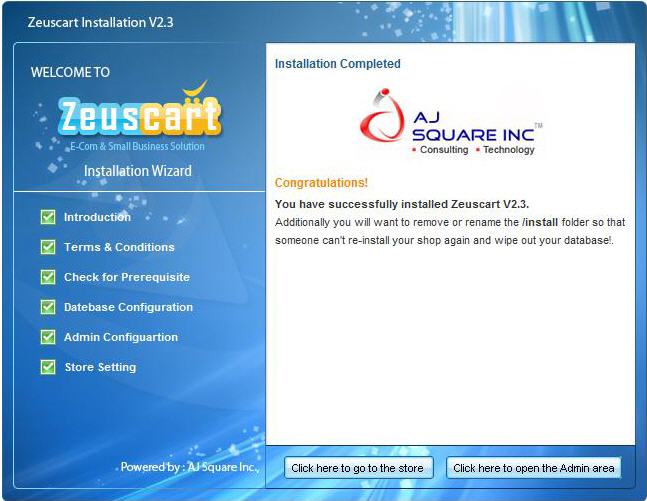 Zeuscart Installation V2.3
WELCOME TO
Zeuscart
E-Com & Small Business Solution
Installation Wizard
Introduction
Terms & Conditions
Check for Prerequisite
Datebase Configuration
Admin Configuartion
Store Setting
Powered by : AJ Square Inc.,
Installation Completed
AJ
SQUARE INC™
• Consulting • Technology
Congratulations!
You have successfully installed Zeuscart V2.3.
Additionally you will want to remove or rename the /install folder so that
someone can't re-install your shop again and wipe out your database!.
Click here to go to the store
Click here to open the Admin area